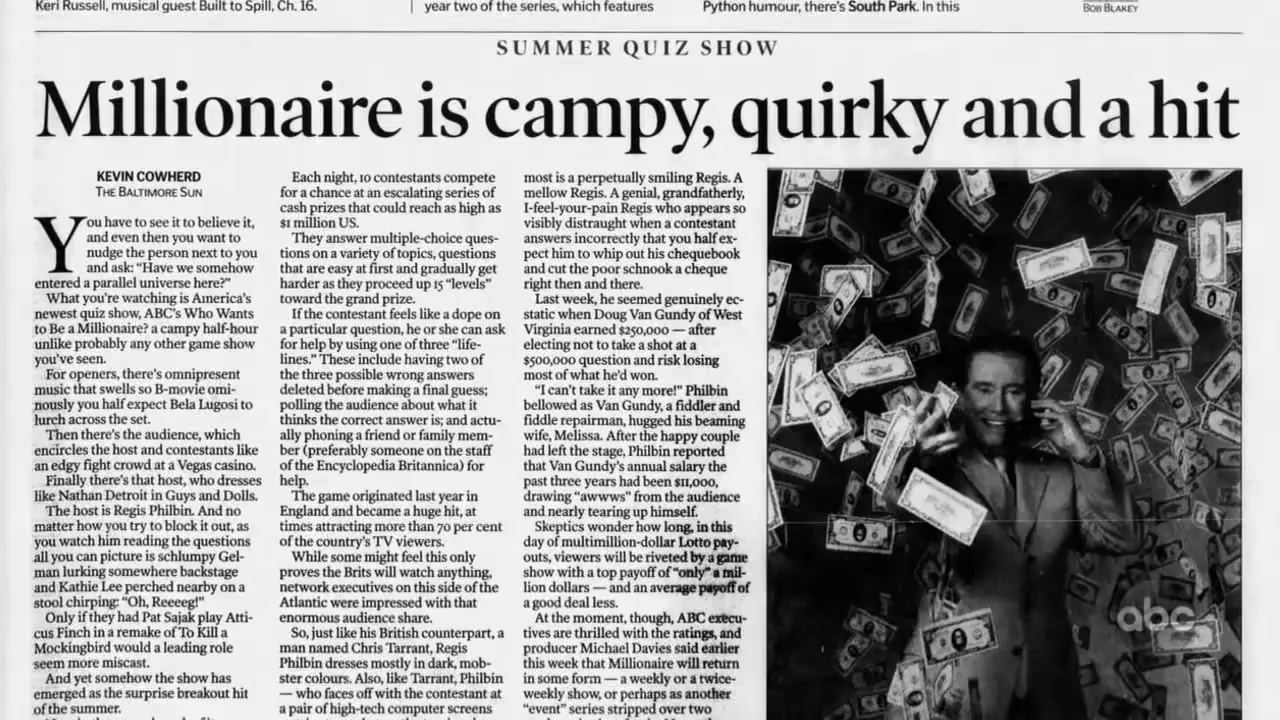 Keri Russell, musical guest Built to Spill, Ch. 16.
year two of the series, which features
Python humour, there's South Park. In this
BOB BLAKEY
SUMMER QUIZ SHOW
Millionaire is campy, quirky and a hit
KEVIN COWHERD
THE BALTIMORE SUN
You have to see it to believe it,
and even then you want to
nudge the person next to you
and ask: "Have we somehow
entered a parallel universe here?"
What you're watching is America's
newest quiz show, ABC's Who Wants
to Be a Millionaire? a campy half-hour
unlike probably any other game show
you've seen.
For openers, there's omnipresent
music that swells so B-movie omi-
nously you half expect Bela Lugosi to
lurch across the set.
Then there's the audience, which
encircles the host and contestants like
an edgy fight crowd at a Vegas casino.
Finally there's that host, who dresses
like Nathan Detroit in Guys and Dolls.
The host is Regis Philbin. And no
matter how you try to block it out, as
you watch him reading the questions
all you can picture is schlumpy Gel-
man lurking somewhere backstage
and Kathie Lee perched nearby on a
stool chirping: "Oh, Reeeeg!"
Only if they had Pat Sajak play Atti-
cus Finch in a remake of To Kill a
Mockingbird would a leading role
seem more miscast.
And yet somehow the show has
emerged as the surprise breakout hit
of the summer.
Each night, 10 contestants compete
for a chance at an escalating series of
cash prizes that could reach as high as
$1 million US.
They answer multiple-choice ques-
tions on a variety of topics, questions
that are easy at first and gradually get
harder as they proceed up 15 "levels"
toward the grand prize.
If the contestant feels like a dope on
a particular question, he or she can ask
for help by using one of three "life-
lines." These include having two of
the three possible wrong answers
deleted before making a final guess;
polling the audience about what it
thinks the correct answer is; and actu-
ally phoning a friend or family mem-
ber (preferably someone on the staff
of the Encyclopedia Britannica) for
help.
The game originated last year in
England and became a huge hit, at
times attracting more than 70 per cent
of the country's TV viewers.
While some might feel this only
proves the Brits will watch anything,
network executives on this side of the
Atlantic were impressed with that
enormous audience share.
So, just like his British counterpart, a
man named Chris Tarrant, Regis
Philbin dresses mostly in dark, mob-
ster colours. Also, like Tarrant, Philbin
— who faces off with the contestant at
a pair of high-tech computer screens
most is a perpetually smiling Regis. A
mellow Regis. A genial, grandfatherly,
I-feel-your-pain Regis who appears so
visibly distraught when a contestant
answers incorrectly that you half ex-
pect him to whip out his chequebook
and cut the poor schnook a cheque
right then and there.
Last week, he seemed genuinely ec-
static when Doug Van Gundy of West
Virginia earned $250,000 — after
electing not to take a shot at a
$500,000 question and risk losing
most of what he'd won.
"I can't take it any more!" Philbin
bellowed as Van Gundy, a fiddler and
fiddle repairman, hugged his beaming
wife, Melissa. After the happy couple
had left the stage, Philbin reported
that Van Gundy's annual salary the
past three years had been $11,000,
drawing "awwws" from the audience
and nearly tearing up himself.
Skeptics wonder how long, in this
day of multimillion-dollar Lotto pay-
outs, viewers will be riveted by a game
show with a top payoff of "only" a mil-
lion dollars — and an average payoff of
a good deal less.
At the moment, though, ABC execu-
tives are thrilled with the ratings, and
producer Michael Davies said earlier
this week that Millionaire will return
in some form — a weekly or a twice-
weekly show, or perhaps as another
"event" series stripped over two
abc